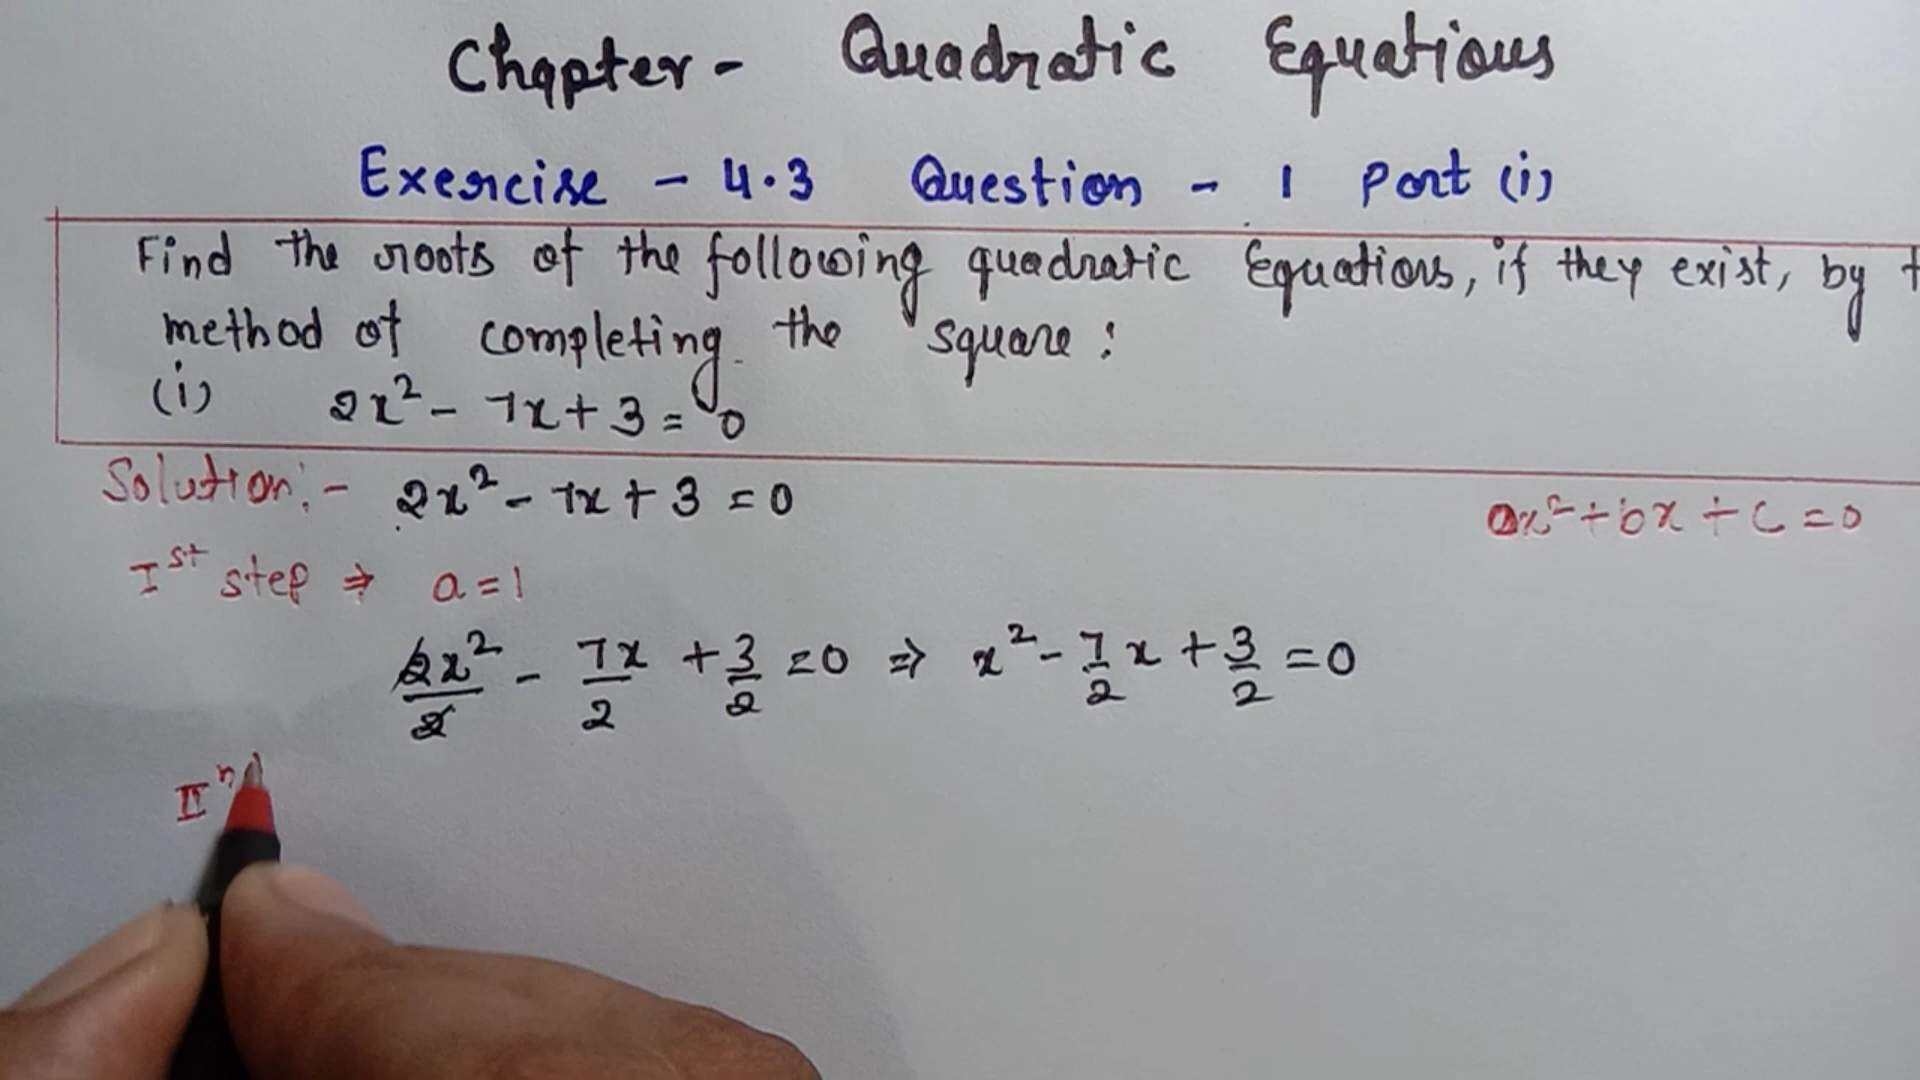 Chapter - Quadratic Equations
Exercise - 4.3 Question - 1 Part (i)
Find the roots of the following quadratic Equations, if they exist, by
method of completing the square :
(i) 2x² - 7x + 3 = 0
Solution :- 2x² - 7x + 3 = 0
ax² + bx + c = 0
Ist step ⇒ a = 1
2x²/2 - 7x/2 + 3/2 = 0 ⇒ x² - 7/2 x + 3/2 = 0
II n